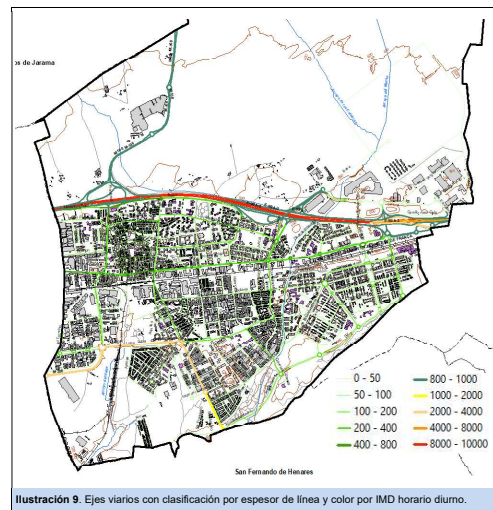 os de Jarama
0 - 50
50 - 100
100 - 200
200 - 400
400 - 800
800 - 1000
1000 - 2000
2000 - 4000
4000 - 8000
8000 - 10000
San Fernando de Henares
Ilustración 9. Ejes viarios con clasificación por espesor de línea y color por IMD horario diurno.